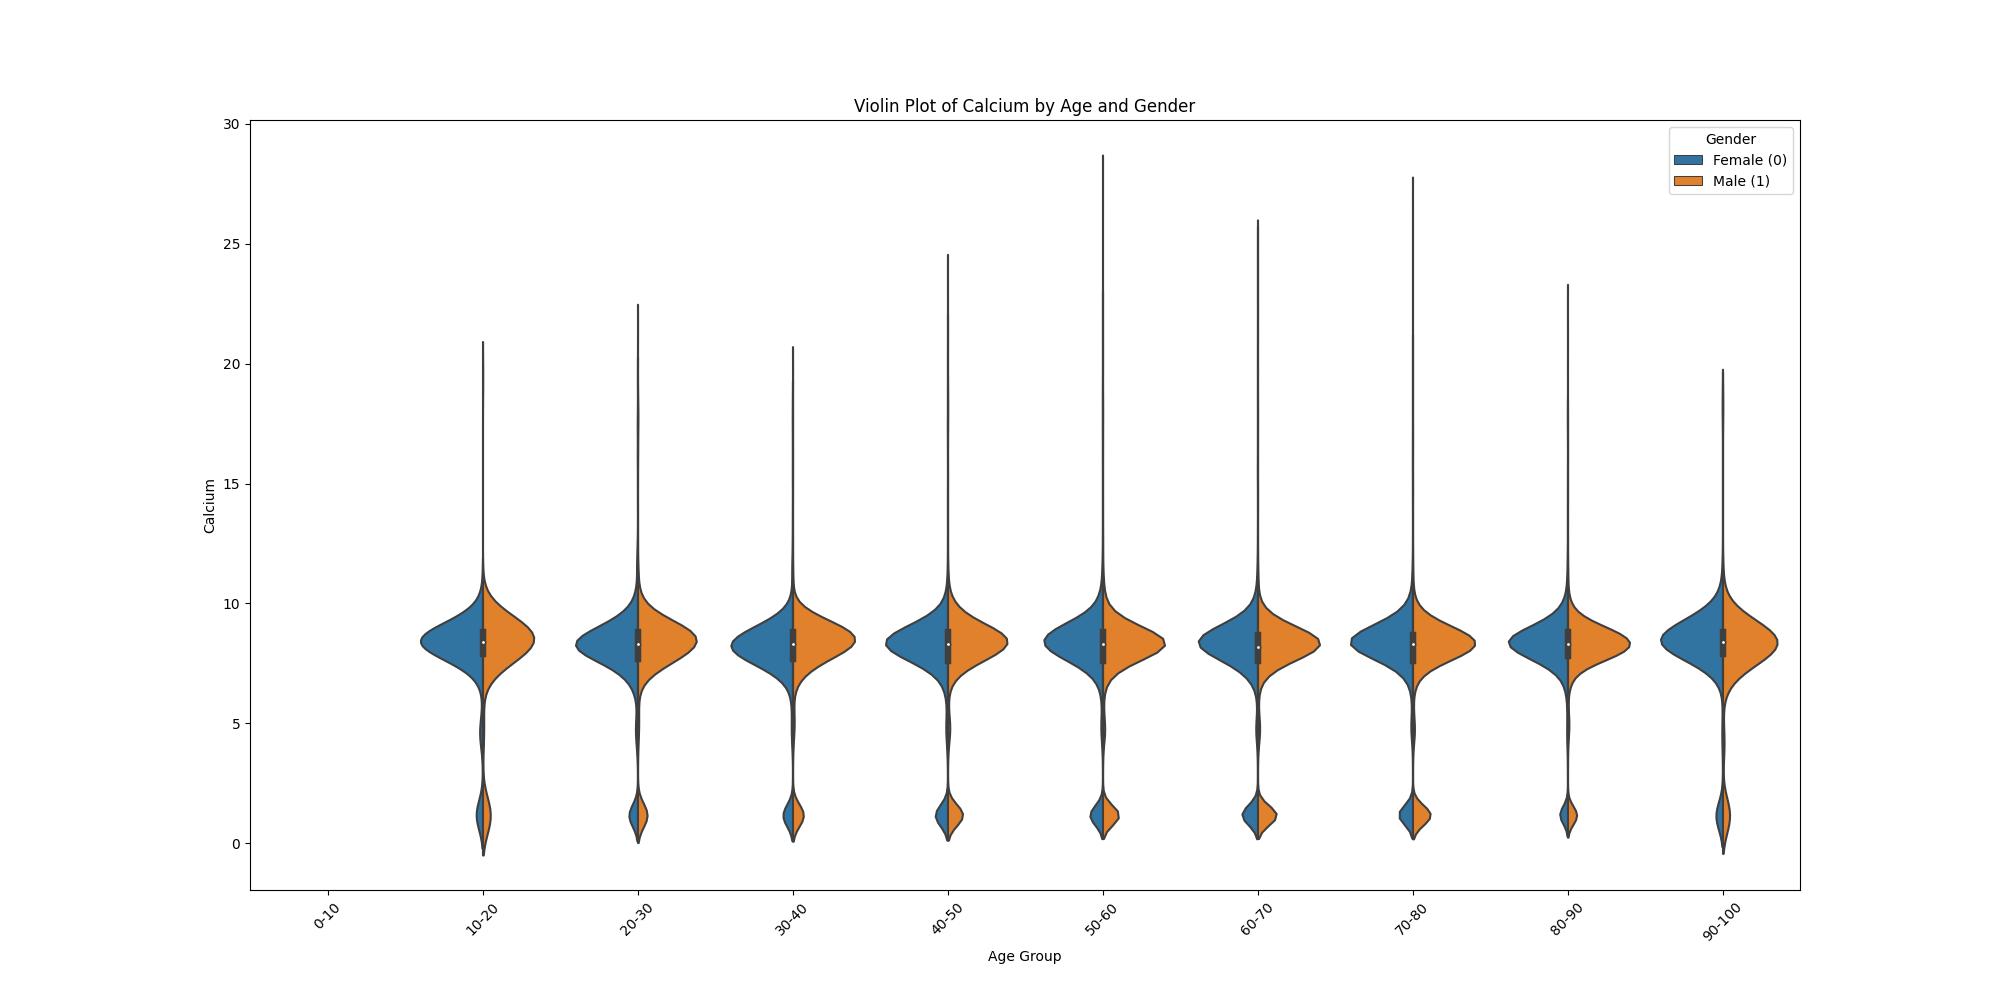 Violin Plot of Calcium by Age and Gender
Gender
Female (0)
Male (1)
Calcium
30
25
20
15
10
5
0
0-10
10-20
20-30
30-40
40-50
50-60
60-70
70-80
80-90
90-100
Age Group